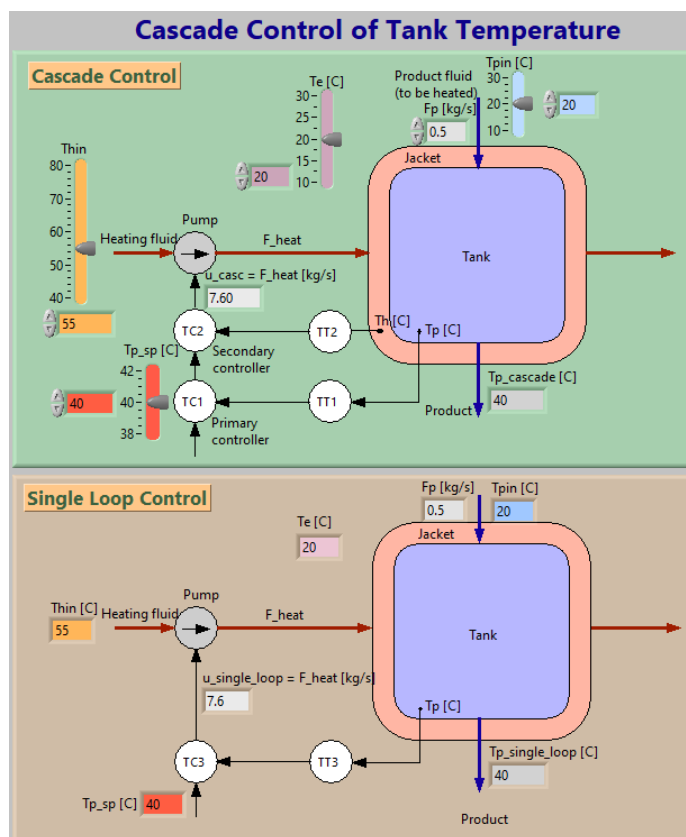 Cascade Control of Tank Temperature
Cascade Control
Te [C]
30
25
20
15
10
20
Product fluid
(to be heated)
Fp [kg/s]
0.5
Tpin [C]
30
20
10
20
Thin
80
70
60
50
40
55
Jacket
Pump
Heating fluid
F_heat
Tank
u_casc = F_heat [kg/s]
7.60
TC2
TT2
Th [C]
Tp [C]
Secondary
controller
Tp_sp [C]
42
40
38
40
TC1
TT1
Primary
controller
Tp_cascade [C]
40
Product
Single Loop Control
Fp [kg/s]
0.5
Tpin [C]
20
Te [C]
20
Jacket
Thin [C]
55
Heating fluid
Pump
F_heat
Tank
u_single_loop = F_heat [kg/s]
7.6
Tp [C]
TC3
TT3
Tp_single_loop [C]
40
Tp_sp [C] 40
Product